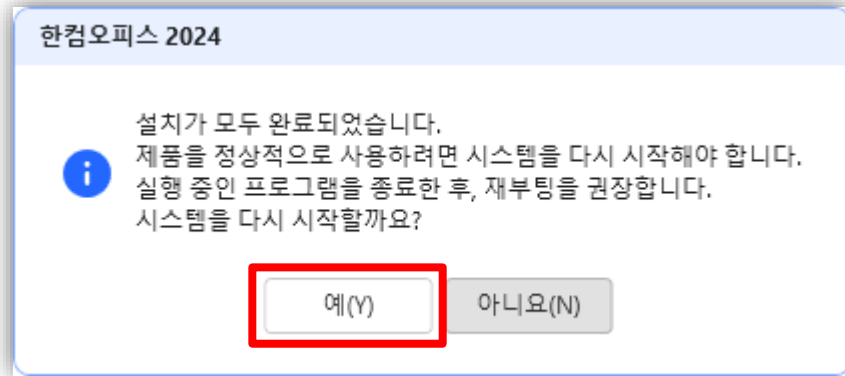 한컴오피스 2024
설치가 모두 완료되었습니다.
제품을 정상적으로 사용하려면 시스템을 다시 시작해야 합니다.
실행 중인 프로그램을 종료한 후, 재부팅을 권장합니다.
시스템을 다시 시작할까요?
예(Y) 아니요(N)